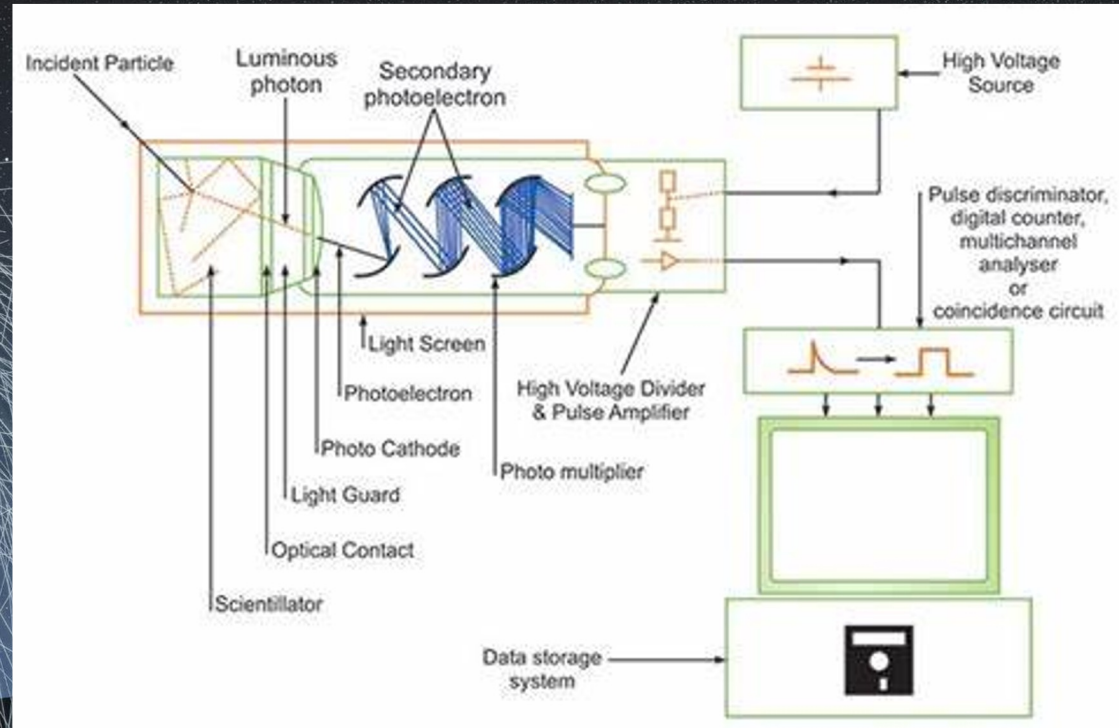 Incident Particle
Luminous
photon
Secondary
photoelectron
High Voltage
Source
Pulse discriminator,
digital counter,
multichannel
analyser
or
coincidence circuit
Light Screen
Photoelectron
High Voltage Divider
& Pulse Amplifier
Photo Cathode
Photo multiplier
Light Guard
Optical Contact
Scientillator
Data storage
system